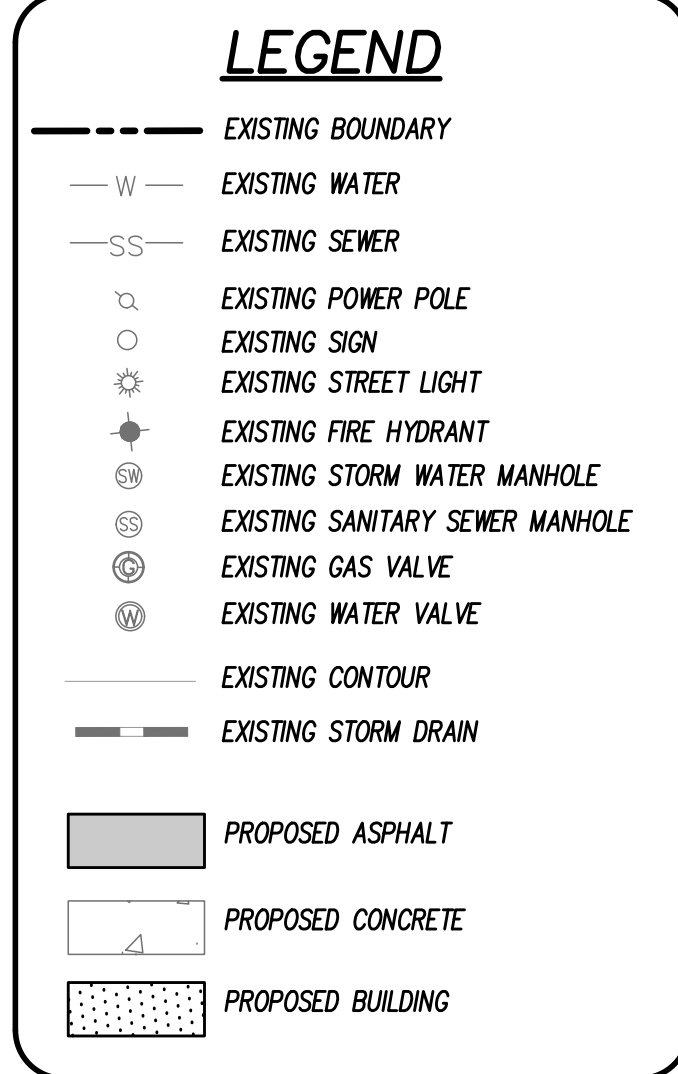 LEGEND
EXISTING BOUNDARY
W EXISTING WATER
SS EXISTING SEWER
EXISTING POWER POLE
EXISTING SIGN
EXISTING STREET LIGHT
EXISTING FIRE HYDRANT
SW EXISTING STORM WATER MANHOLE
SS EXISTING SANITARY SEWER MANHOLE
G EXISTING GAS VALVE
W EXISTING WATER VALVE
EXISTING CONTOUR
EXISTING STORM DRAIN
PROPOSED ASPHALT
PROPOSED CONCRETE
PROPOSED BUILDING